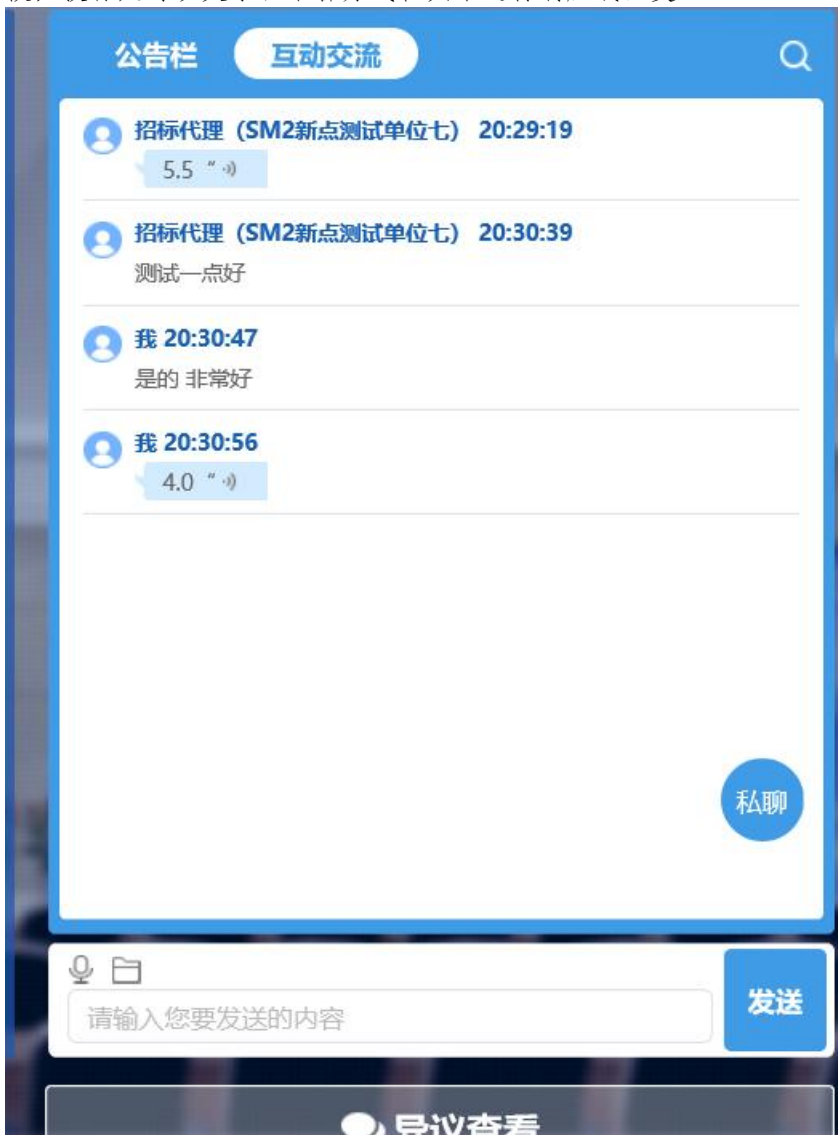 公告栏 互动交流
招标代理（SM2新点测试单位七） 20:29:19
5.5 "
招标代理（SM2新点测试单位七） 20:30:39
测试一点好
我 20:30:47
是的 非常好
我 20:30:56
4.0 "
私聊
请输入您要发送的内容
发送
异议查看